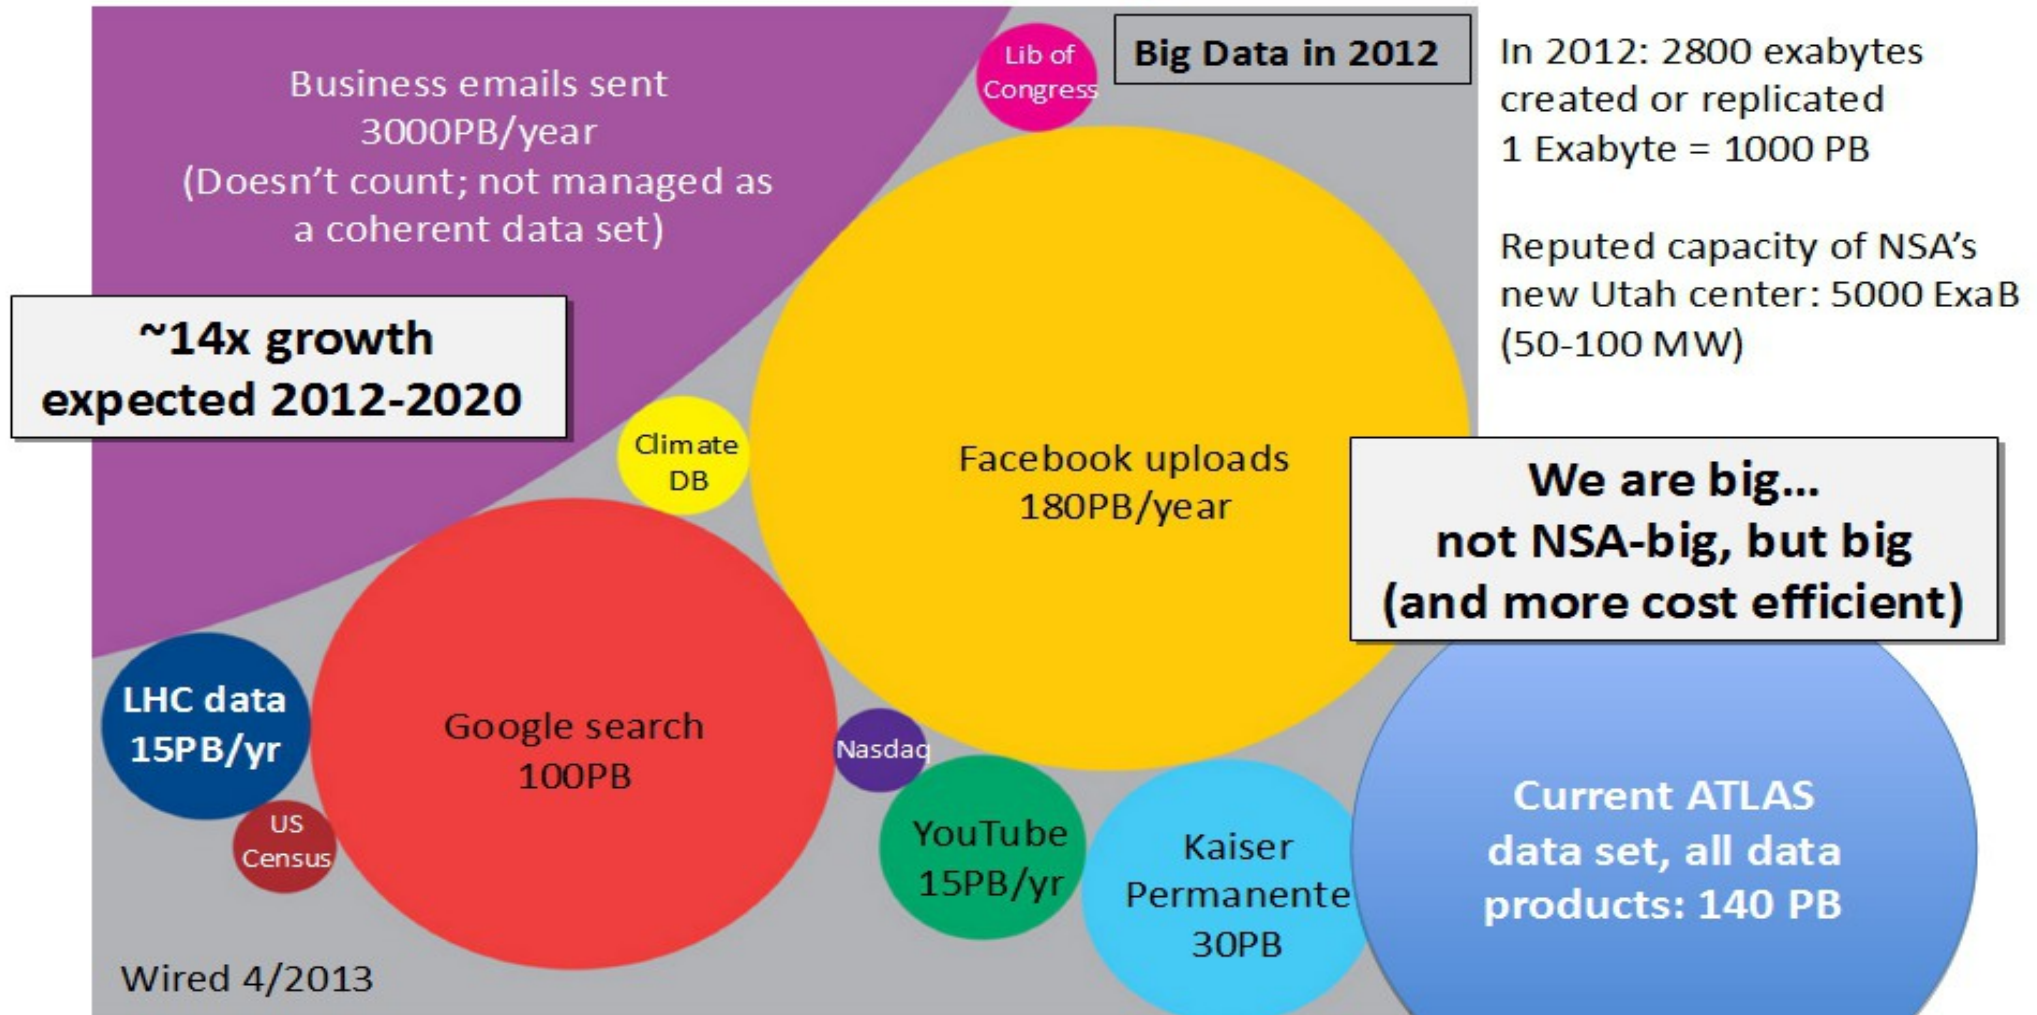 Business emails sent
3000PB/year
(Doesn't count; not managed as
a coherent data set)
Lib of
Congress
Big Data in 2012
In 2012: 2800 exabytes
created or replicated
1 Exabyte = 1000 PB
Reputed capacity of NSA's
new Utah center: 5000 ExaB
(50-100 MW)
~14x growth
expected 2012-2020
Climate
DB
Facebook uploads
180PB/year
We are big...
not NSA-big, but big
(and more cost efficient)
LHC data
15PB/yr
Google search
100PB
Nasdaq
US
Census
YouTube
15PB/yr
Kaiser
Permanente
30PB
Current ATLAS
data set, all data
products: 140 PB
Wired 4/2013